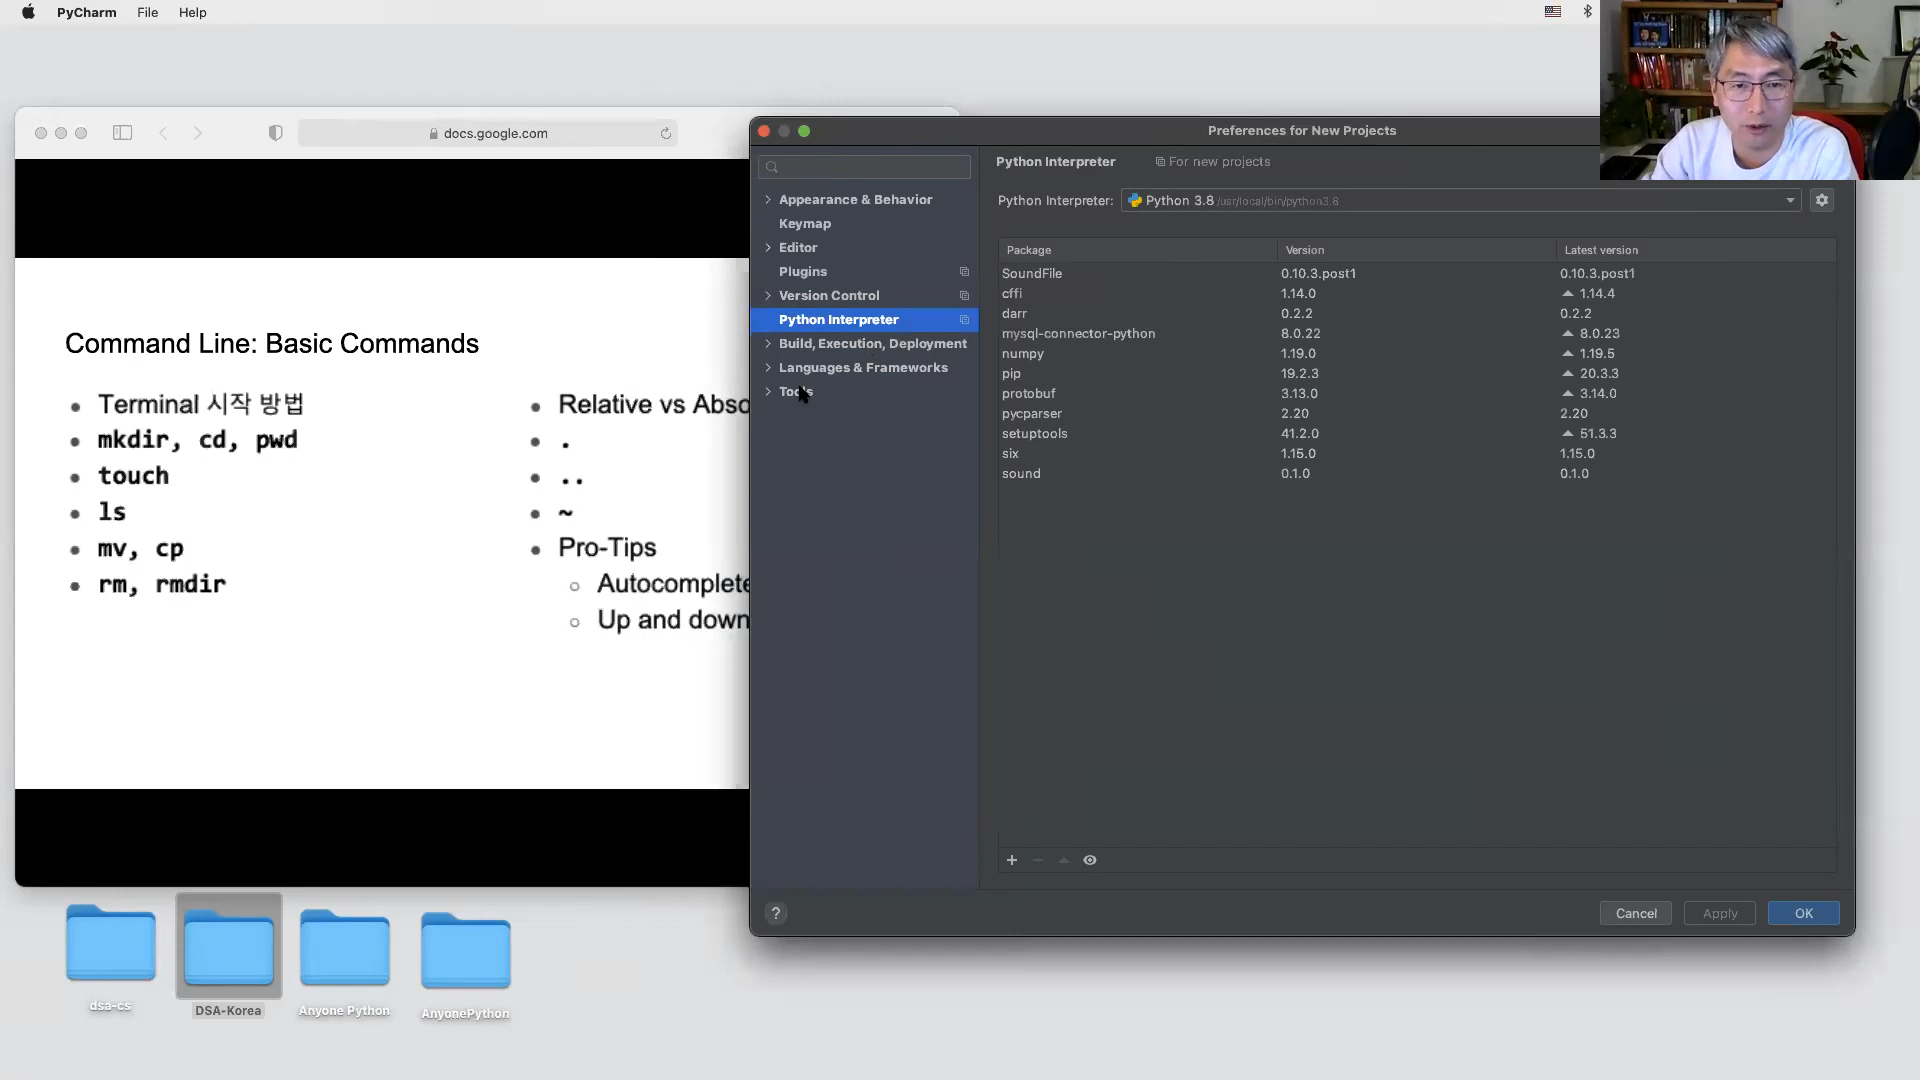 PyCharm File Help
docs.google.com
Command Line: Basic Commands
Terminal 시작 방법
mkdir, cd, pwd
touch
ls
mv, cp
rm, rmdir
Relative vs Abso
.
..
~
Pro-Tips
Autocomplete
Up and down
Preferences for New Projects
Appearance & Behavior
Keymap
Editor
Plugins
Version Control
Python Interpreter
Build, Execution, Deployment
Languages & Frameworks
Tools
Python Interpreter For new projects
Python Interpreter: Python 3.8 /usr/local/bin/python3.8
Package Version Latest version
SoundFile 0.10.3.post1 0.10.3.post1
cffi 1.14.0 1.14.4
darr 0.2.2 0.2.2
mysql-connector-python 8.0.22 8.0.23
numpy 1.19.0 1.19.5
pip 19.2.3 20.3.3
protobuf 3.13.0 3.14.0
pycparser 2.20 2.20
setuptools 41.2.0 51.3.3
six 1.15.0 1.15.0
sound 0.1.0 0.1.0
? Cancel Apply OK
dsa-cs DSA-Korea Anyone Python AnyonePython